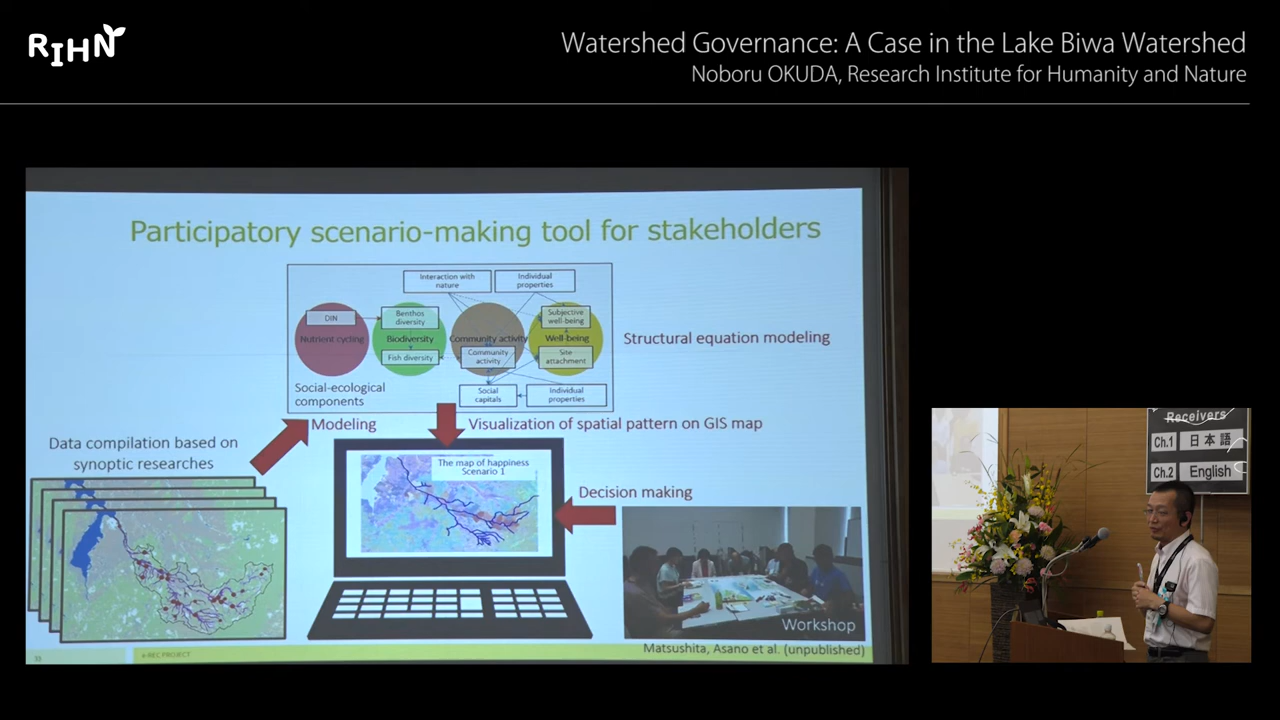 RIHN
Watershed Governance: A Case in the Lake Biwa Watershed
Noboru OKUDA, Research Institute for Humanity and Nature
Participatory scenario-making tool for stakeholders
Interaction with
nature
Individual
properties
DIN
Benthos
diversity
Subjective
well-being
Nutrient cycling
Biodiversity
Community activity
Well-being
Fish diversity
Community
activity
Site
attachment
Social-ecological
components
Social
capitals
Individual
properties
Structural equation modeling
Modeling
Visualization of spatial pattern on GIS map
Data compilation based on
synoptic researches
The map of happiness
Scenario 1
Decision making
Workshop
Matsushita, Asano et al. (unpublished)
e-REC PROJECT
Receivers
Ch.1 日本語
Ch.2 English